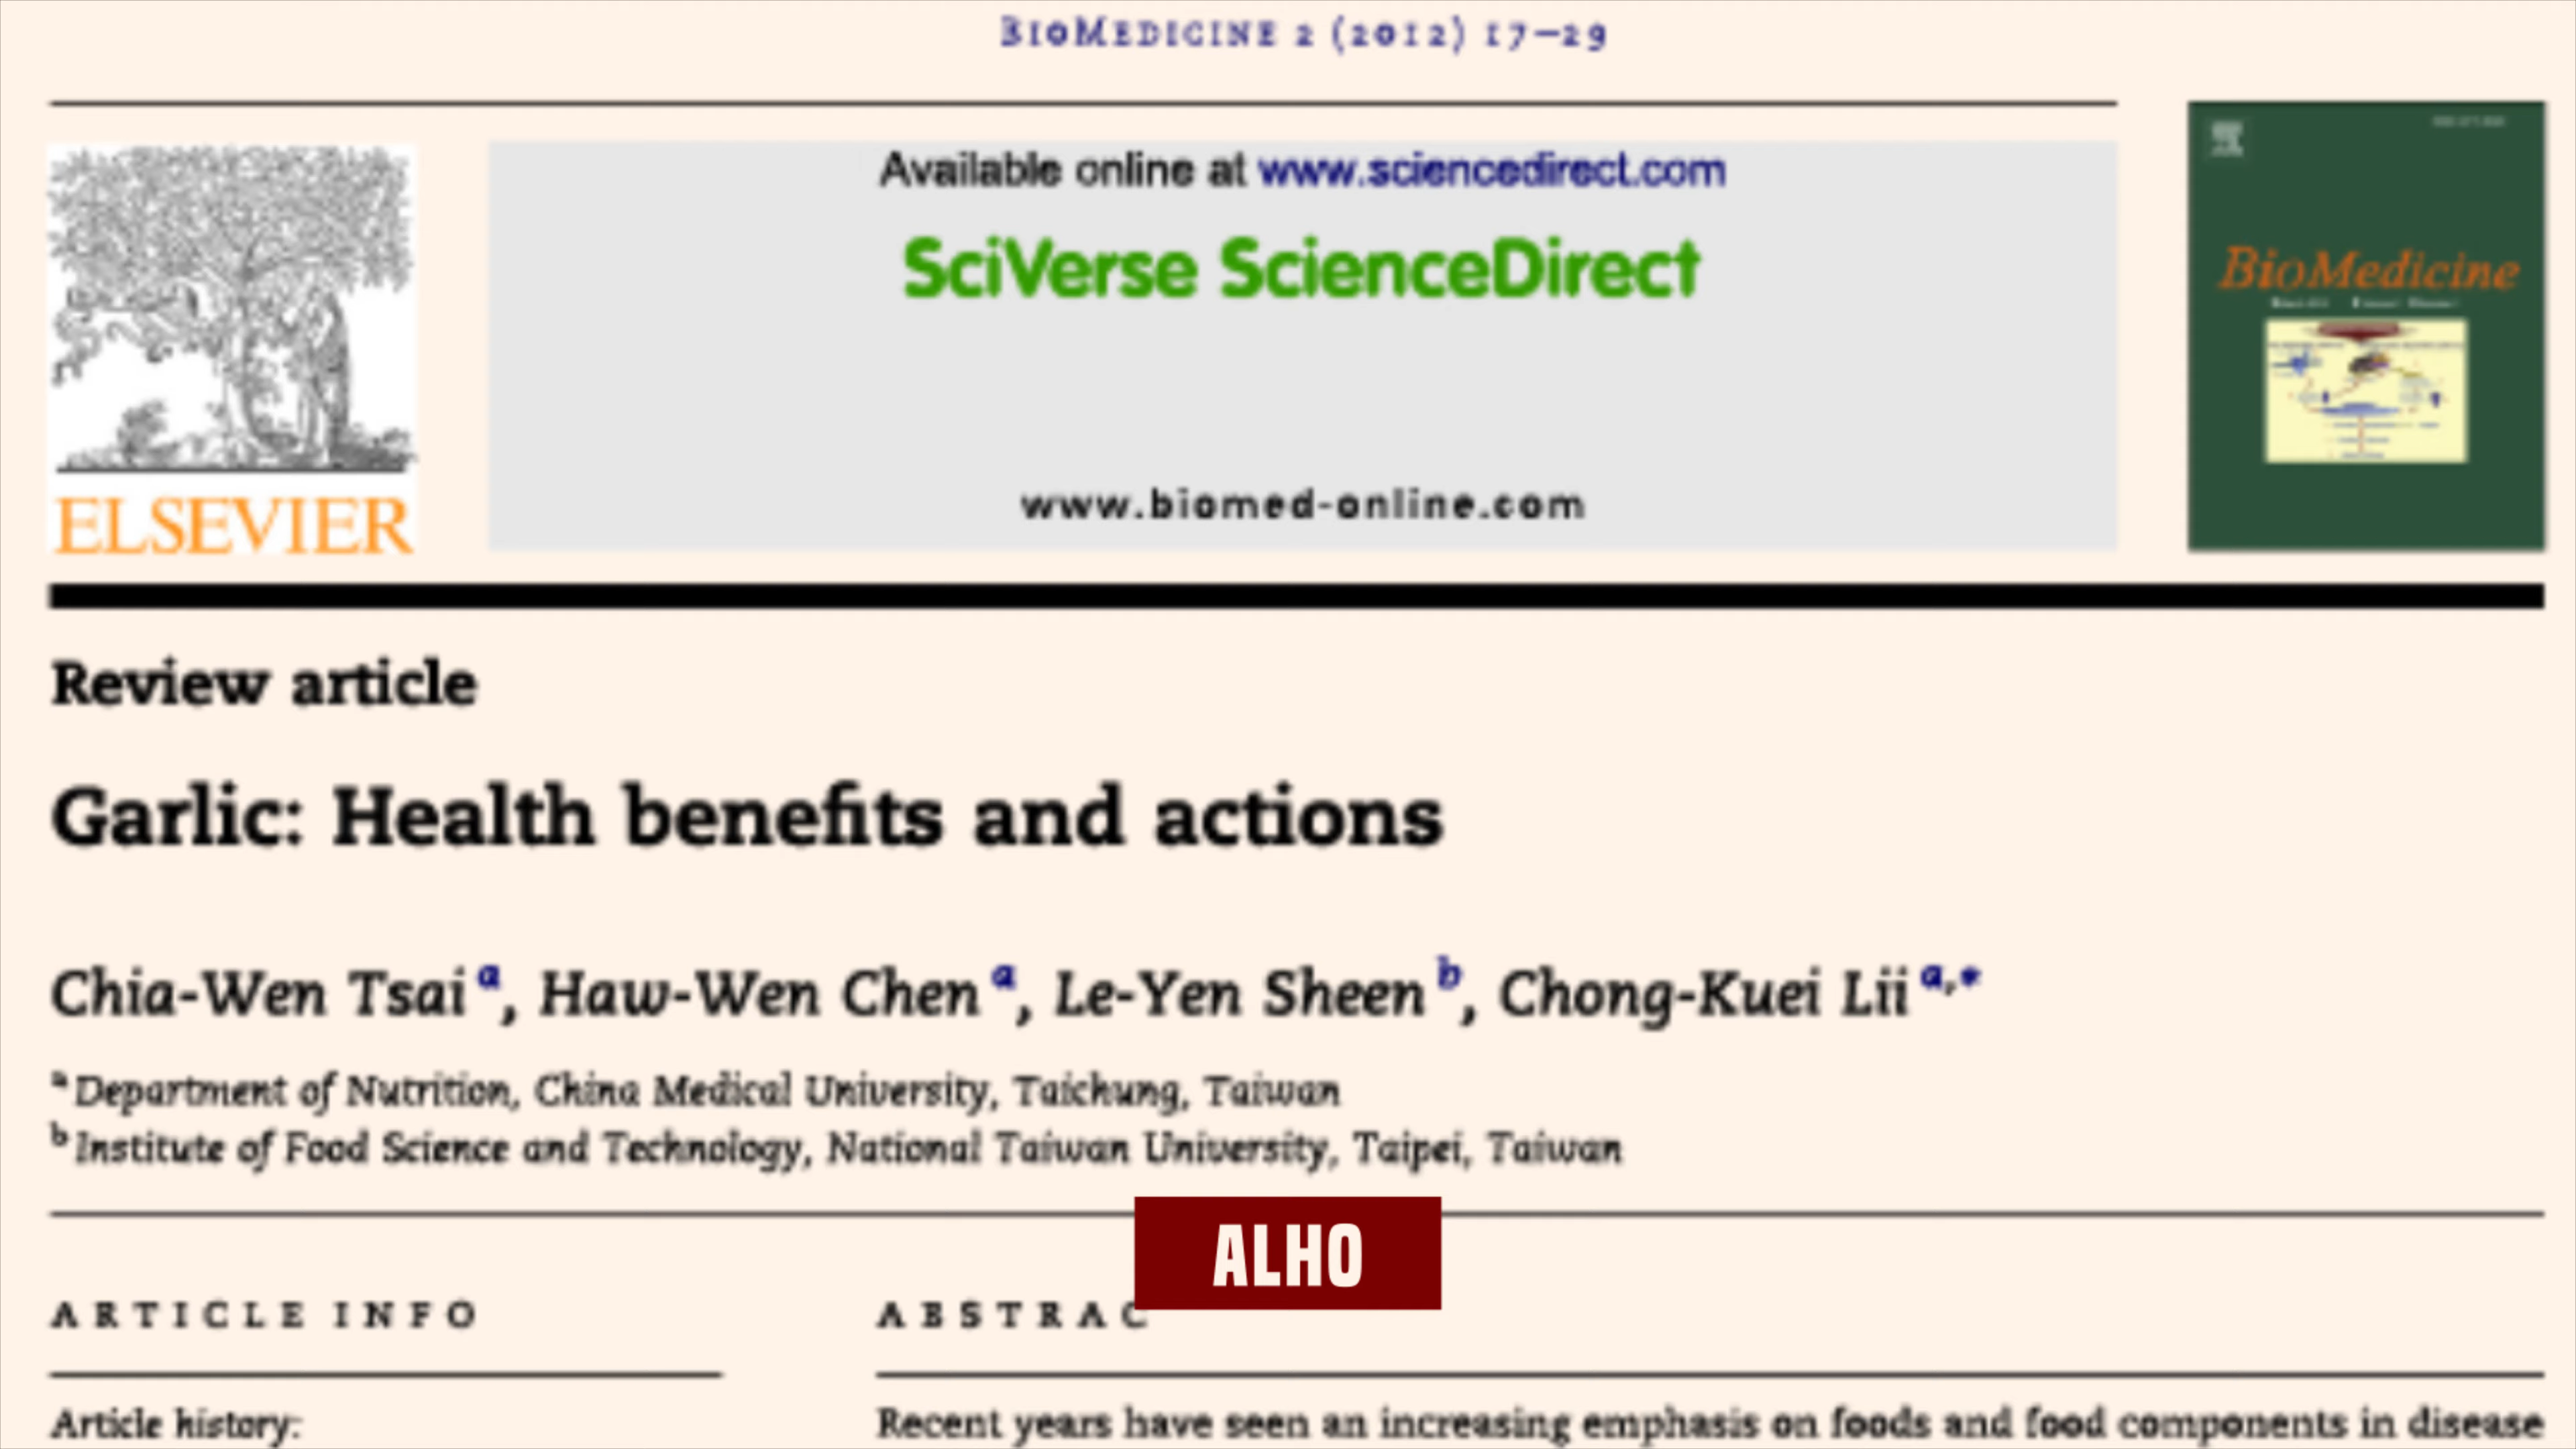 BIOMEDICINE 2 (2012) 17–29
Available online at www.sciencedirect.com
SciVerse ScienceDirect
www.biomed-online.com
ELSEVIER
BioMedicine
Review article
Garlic: Health benefits and actions
Chia-Wen Tsai a, Haw-Wen Chen a, Le-Yen Sheen b, Chong-Kuei Lii a,*
a Department of Nutrition, China Medical University, Taichung, Taiwan
b Institute of Food Science and Technology, National Taiwan University, Taipei, Taiwan
ALHO
ARTICLE INFO
ABSTRAC
Article history:
Recent years have seen an increasing emphasis on foods and food components in disease